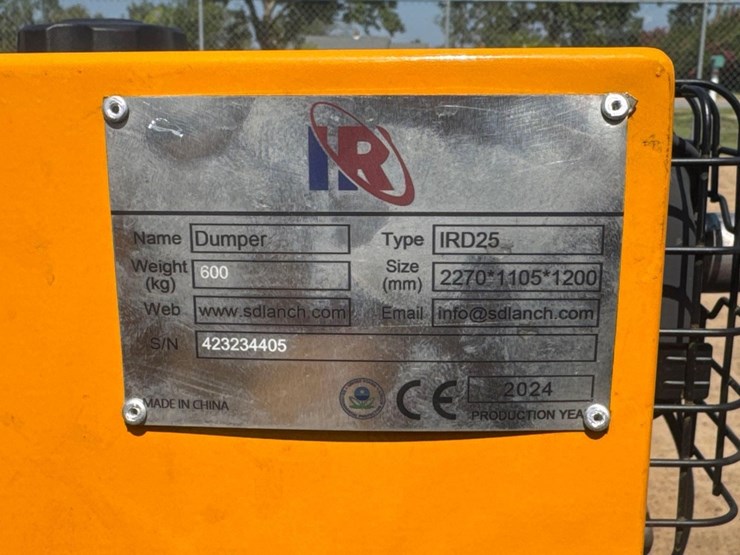 IR
Name Dumper Type IRD25
Weight (kg) 600 Size (mm) 2270*1105*1200
Web www.sdlanch.com Email info@sdlanch.com
S/N 423234405
MADE IN CHINA CE 2024
PRODUCTION YEA